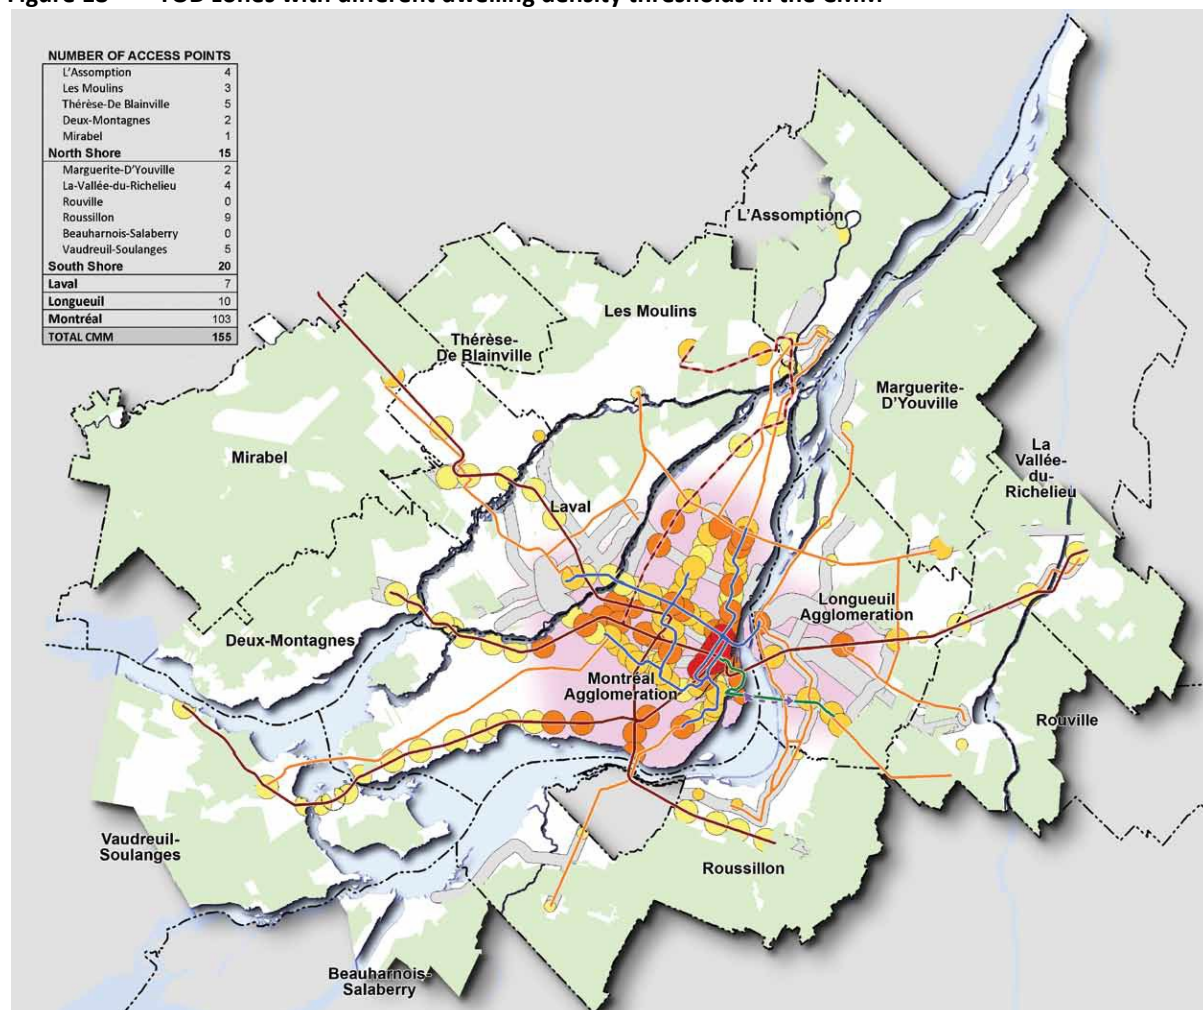 Figure 18 TOD zones with different dwelling density thresholds in the CMM
NUMBER OF ACCESS POINTS
L'Assomption 4
Les Moulins 3
Thérèse-De Blainville 5
Deux-Montagnes 2
Mirabel 1
North Shore 15
Marguerite-D'Youville 2
La-Vallée-du-Richelieu 4
Rouville 0
Roussillon 9
Beauharnois-Salaberry 0
Vaudreuil-Soulanges 5
South Shore 20
Laval 7
Longueuil 10
Montréal 103
TOTAL CMM 155
L'Assomption
Les Moulins
Thérèse-
De Blainville
Marguerite-
D'Youville
Mirabel
La
Vallée-
du-
Richelieu
Laval
Longueuil
Agglomeration
Deux-Montagnes
Montréal
Agglomeration
Rouville
Vaudreuil-
Soulanges
Roussillon
Beauharnois-
Salaberry